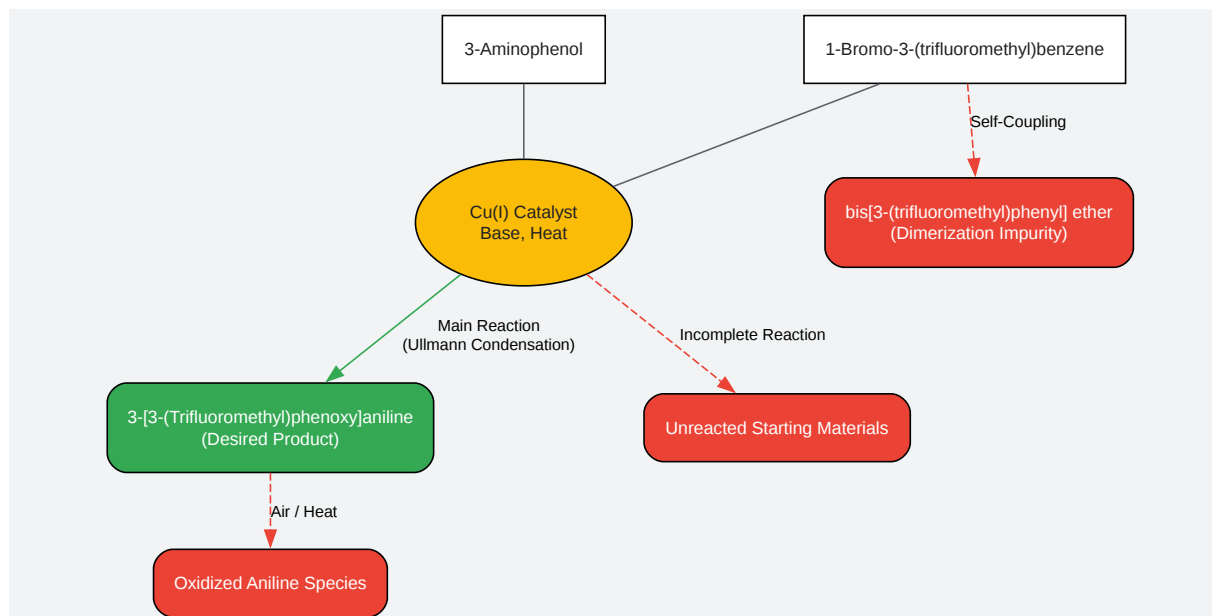 3-Aminophenol
1-Bromo-3-(trifluoromethyl)benzene
Self-Coupling
Cu(I) Catalyst
Base, Heat
bis[3-(trifluoromethyl)phenyl] ether
(Dimerization Impurity)
Main Reaction
(Ullmann Condensation)
Incomplete Reaction
3-[3-(Trifluoromethyl)phenoxy]aniline
(Desired Product)
Unreacted Starting Materials
Air / Heat
Oxidized Aniline Species